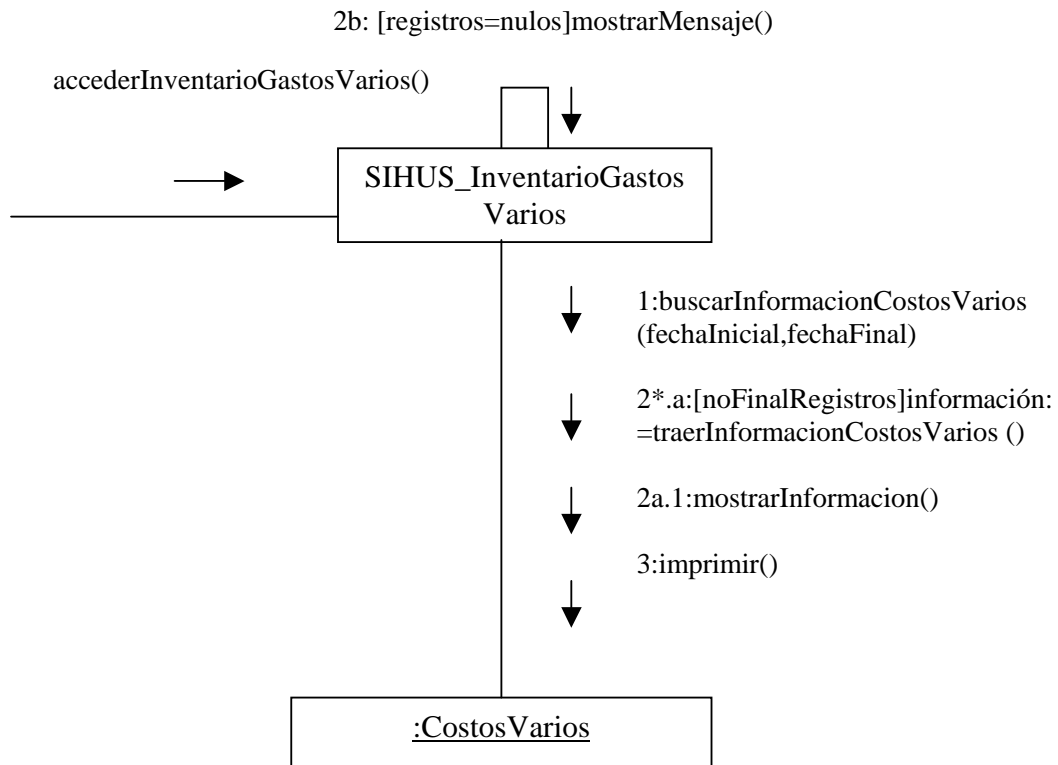 2b: [registros=nulos]mostrarMensaje()
accederInventarioGastosVarios()
SIHUS_InventarioGastos
Varios
1:buscarInformacionCostosVarios
(fechaInicial,fechaFinal)
2*.a:[noFinalRegistros]información:
=traerInformacionCostosVarios ()
2a.1:mostrarInformacion()
3:imprimir()
:CostosVarios